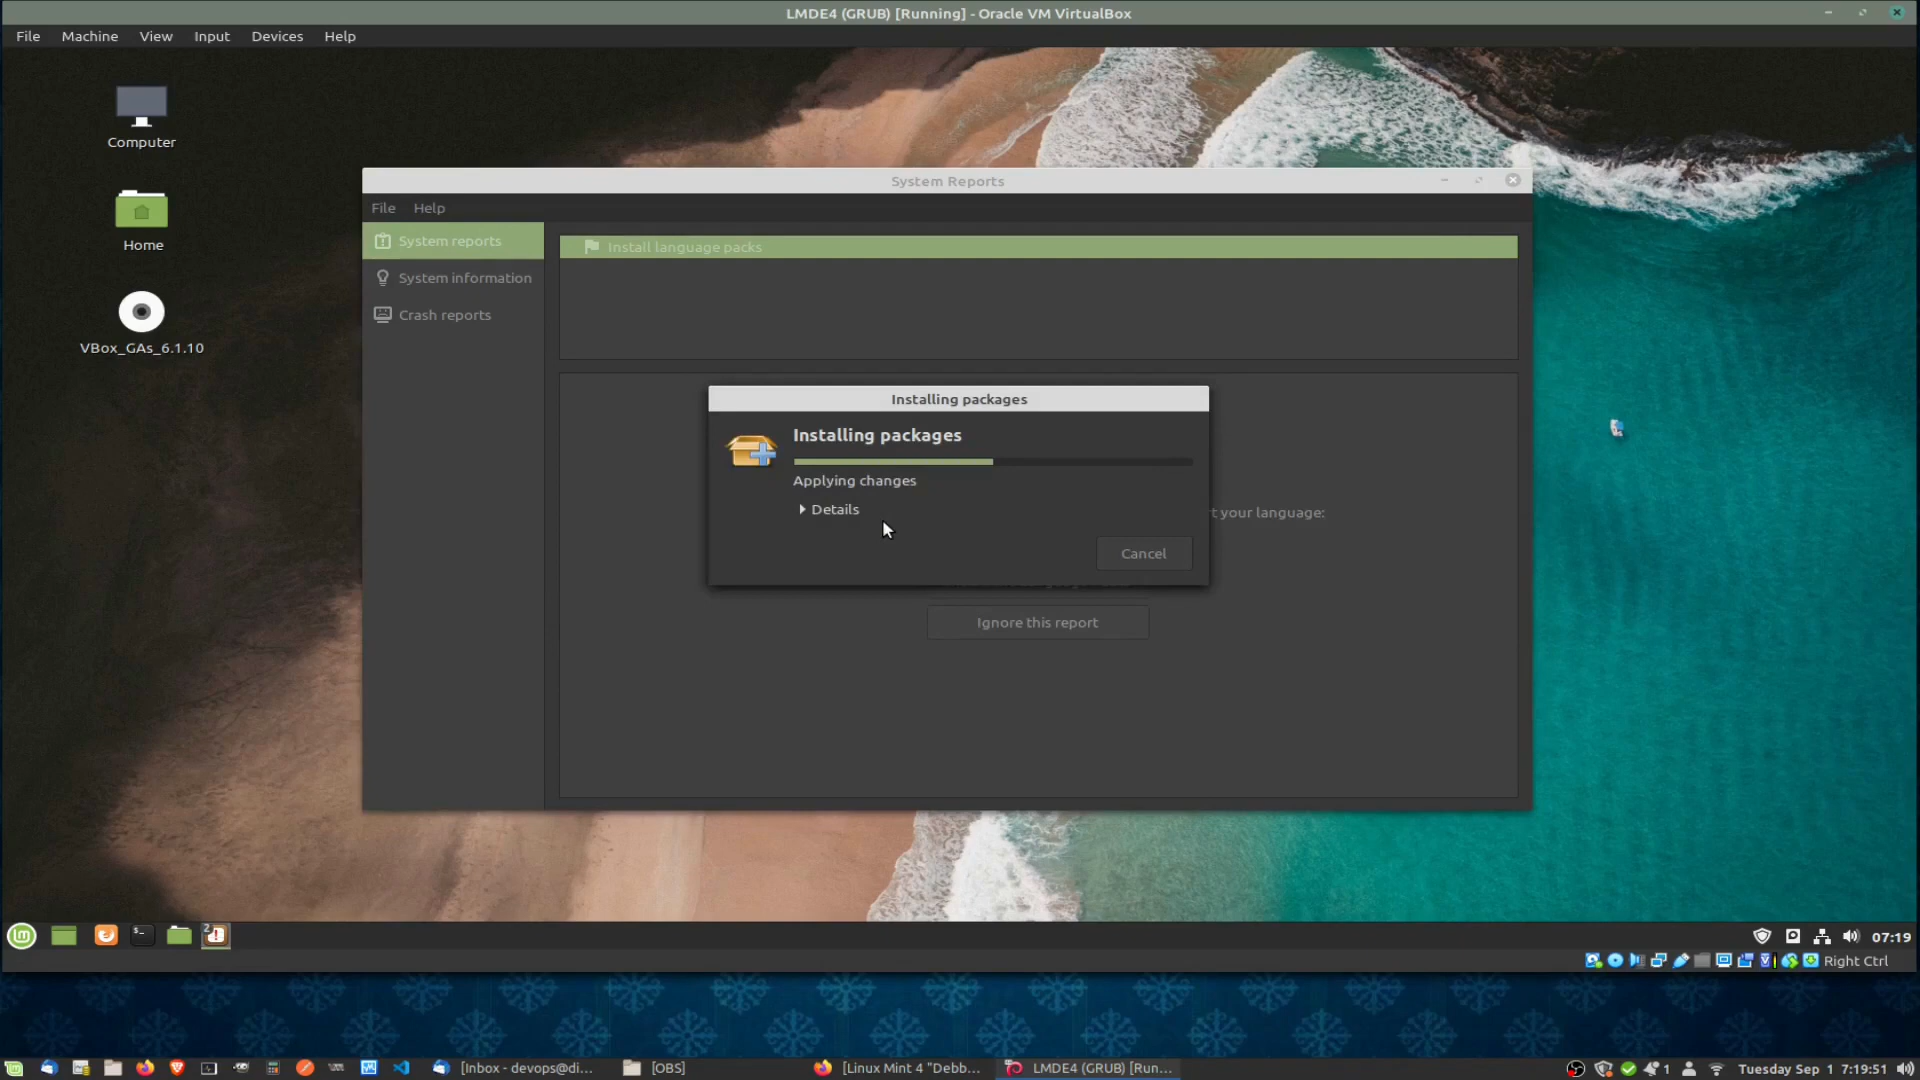 LMDE4 (GRUB) [Running] - Oracle VM VirtualBox
File Machine View Input Devices Help
Computer
Home
VBox_GAs_6.1.10
System Reports
File Help
System reports
System information
Crash reports
Install language packs
Installing packages
Installing packages
Applying changes
Details
Cancel
t your language:
Ignore this report
2
07:19
Right Ctrl
[Inbox - devops@di...
[OBS]
[Linux Mint 4 "Debb...
LMDE4 (GRUB) [Run...
1
Tuesday Sep 1 7:19:51